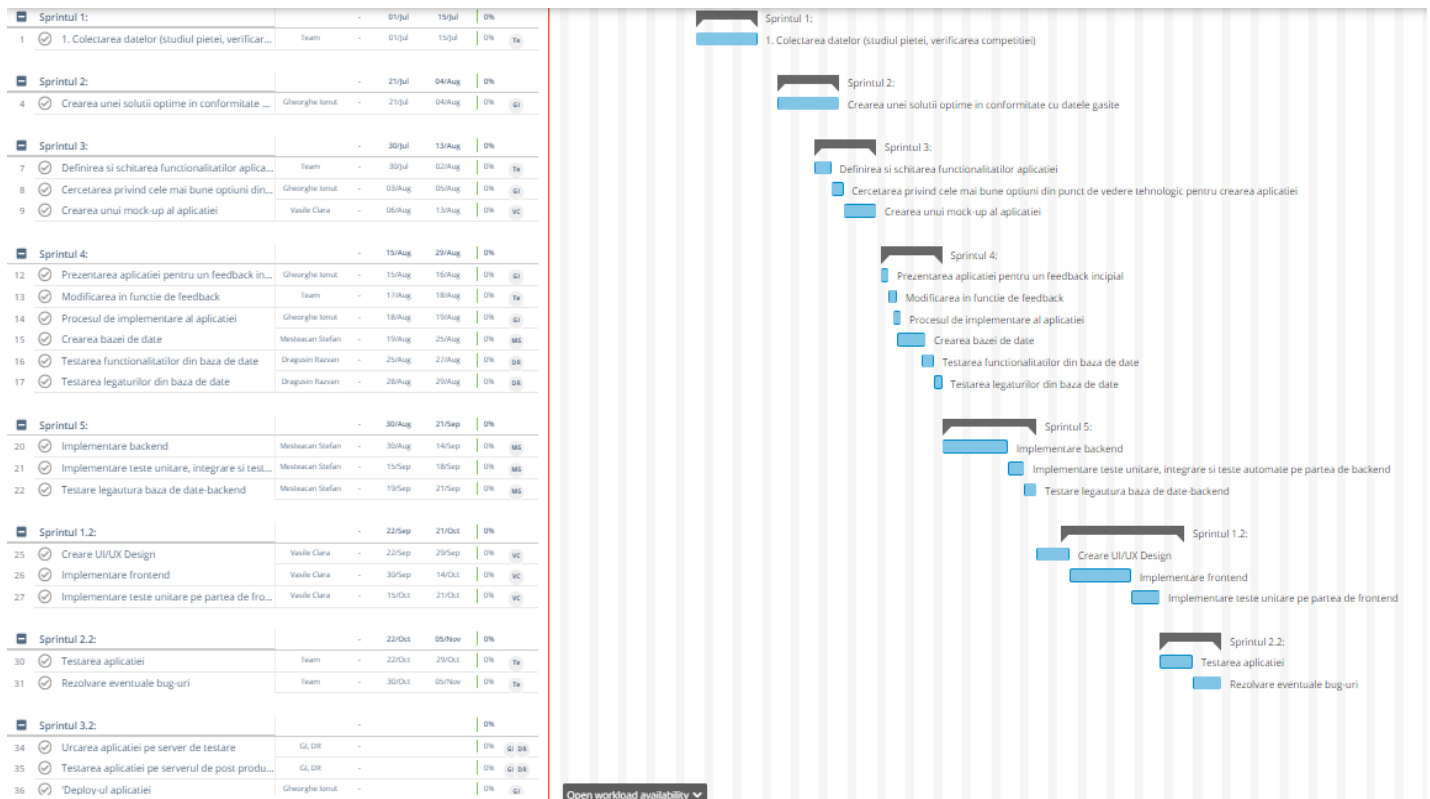 Sprintul 1: - 01/Jul 15/Jul 0% Sprintul 1:
1 1. Colectarea datelor (studiul pietei, verificar... Team - 01/Jul 15/Jul 0% Te 1. Colectarea datelor (studiul pietei, verificarea competitiei)
Sprintul 2: - 21/Jul 04/Aug 0% Sprintul 2:
4 Crearea unei solutii optime in conformitate ... Gheorghe Ionut - 21/Jul 04/Aug 0% GI Crearea unei solutii optime in conformitate cu datele gasite
Sprintul 3: - 30/Jul 13/Aug 0% Sprintul 3:
7 Definirea si schitarea functionalitatilor aplica... Team - 30/Jul 02/Aug 0% Te Definirea si schitarea functionalitatilor aplicatiei
8 Cercetarea privind cele mai bune optiuni din... Gheorghe Ionut - 03/Aug 05/Aug 0% GI Cercetarea privind cele mai bune optiuni din punct de vedere tehnologic pentru crearea aplicatiei
9 Crearea unui mock-up al aplicatiei Vasile Clara - 06/Aug 13/Aug 0% VC Crearea unui mock-up al aplicatiei
Sprintul 4: - 15/Aug 29/Aug 0% Sprintul 4:
12 Prezentarea aplicatiei pentru un feedback in... Gheorghe Ionut - 15/Aug 16/Aug 0% GI Prezentarea aplicatiei pentru un feedback incipial
13 Modificarea in functie de feedback Team - 17/Aug 18/Aug 0% Te Modificarea in functie de feedback
14 Procesul de implementare al aplicatiei Gheorghe Ionut - 18/Aug 19/Aug 0% GI Procesul de implementare al aplicatiei
15 Crearea bazei de date Mesteacan Stefan - 19/Aug 25/Aug 0% MS Crearea bazei de date
16 Testarea functionalitatilor din baza de date Dragusin Razvan - 25/Aug 27/Aug 0% DR Testarea functionalitatilor din baza de date
17 Testarea legaturilor din baza de date Dragusin Razvan - 28/Aug 29/Aug 0% DR Testarea legaturilor din baza de date
Sprintul 5: - 30/Aug 21/Sep 0% Sprintul 5:
20 Implementare backend Mesteacan Stefan - 30/Aug 14/Sep 0% MS Implementare backend
21 Implementare teste unitare, integrare si test... Mesteacan Stefan - 15/Sep 18/Sep 0% MS Implementare teste unitare, integrare si teste automate pe partea de backend
22 Testare legautura baza de date-backend Mesteacan Stefan - 19/Sep 21/Sep 0% MS Testare legautura baza de date-backend
Sprintul 1.2: - 22/Sep 21/Oct 0% Sprintul 1.2:
25 Creare UI/UX Design Vasile Clara - 22/Sep 29/Sep 0% VC Creare UI/UX Design
26 Implementare frontend Vasile Clara - 30/Sep 14/Oct 0% VC Implementare frontend
27 Implementare teste unitare pe partea de fro... Vasile Clara - 15/Oct 21/Oct 0% VC Implementare teste unitare pe partea de frontend
Sprintul 2.2: - 22/Oct 05/Nov 0% Sprintul 2.2:
30 Testarea aplicatiei Team - 22/Oct 29/Oct 0% Te Testarea aplicatiei
31 Rezolvare eventuale bug-uri Team - 30/Oct 05/Nov 0% Te Rezolvare eventuale bug-uri
Sprintul 3.2: - 0%
34 Urcarea aplicatiei pe server de testare GI, DR - 0% GI DR
35 Testarea aplicatiei pe serverul de post produ... GI, DR - 0% GI DR
36 'Deploy-ul aplicatiei Gheorghe Ionut - 0% GI
Open workload availability